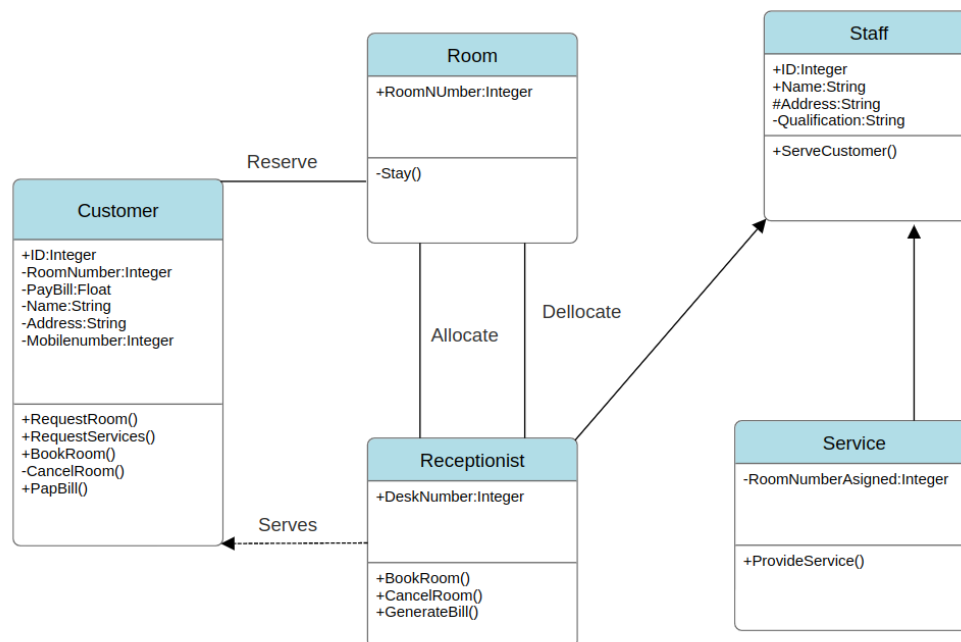 Room
+RoomNUmber:Integer
-Stay()
Staff
+ID:Integer
+Name:String
#Address:String
-Qualification:String
+ServeCustomer()
Reserve
Customer
+ID:Integer
-RoomNumber:Integer
-PayBill:Float
-Name:String
-Address:String
-Mobilenumber:Integer
+RequestRoom()
+RequestServices()
+BookRoom()
-CancelRoom()
+PapBill()
Allocate
Dellocate
Receptionist
+DeskNumber:Integer
+BookRoom()
+CancelRoom()
+GenerateBill()
Serves
Service
-RoomNumberAsigned:Integer
+ProvideService()